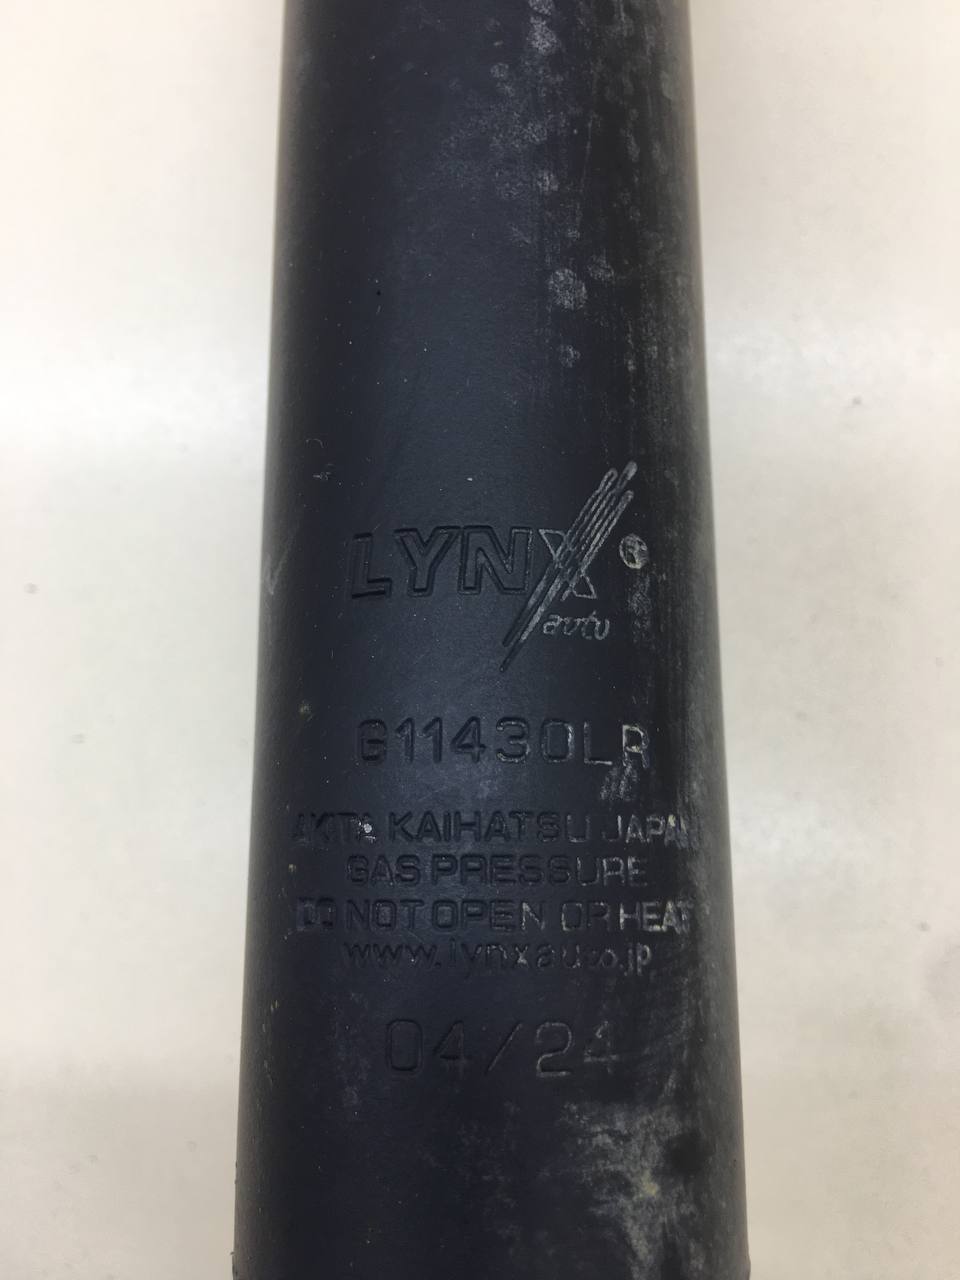 LYNX®
auto
G11430LR
AKITA KAIHATSU JAPAN
GAS PRESSURE
DO NOT OPEN OR HEAT
www.lynxauto.jp
04/24